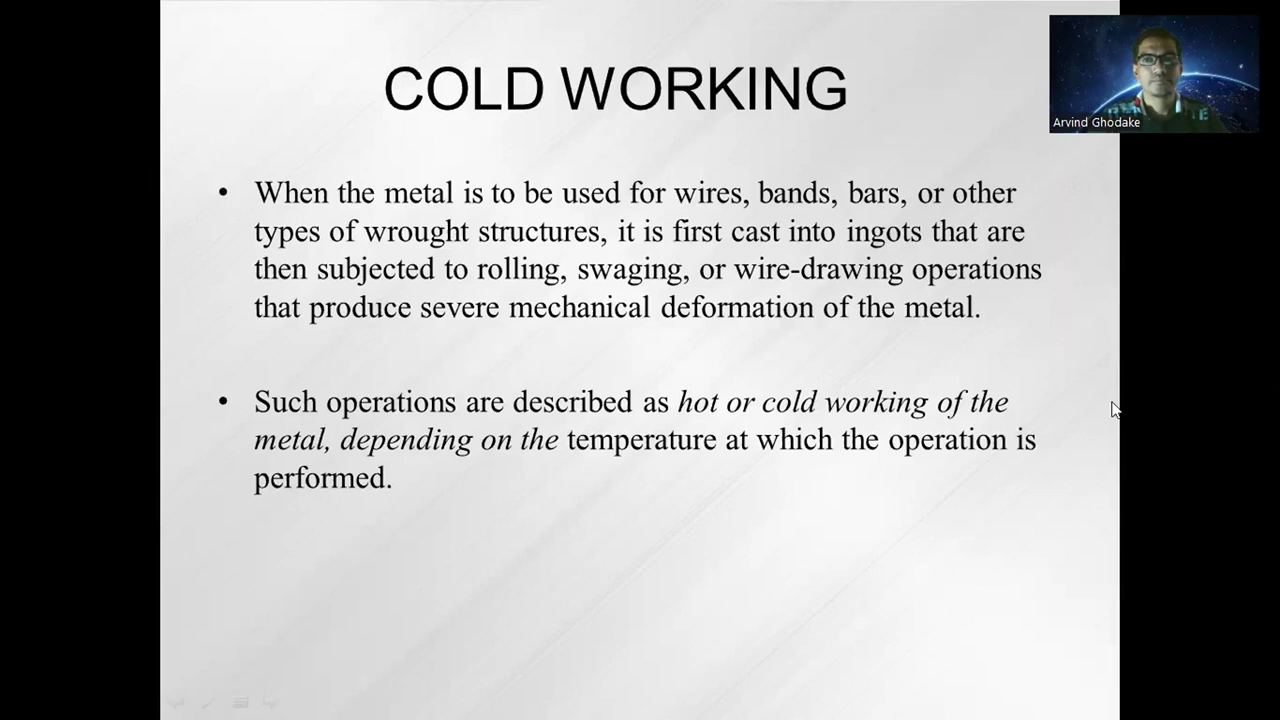 COLD WORKING
Arvind Ghodake
• When the metal is to be used for wires, bands, bars, or other
types of wrought structures, it is first cast into ingots that are
then subjected to rolling, swaging, or wire-drawing operations
that produce severe mechanical deformation of the metal.
• Such operations are described as hot or cold working of the
metal, depending on the temperature at which the operation is
performed.